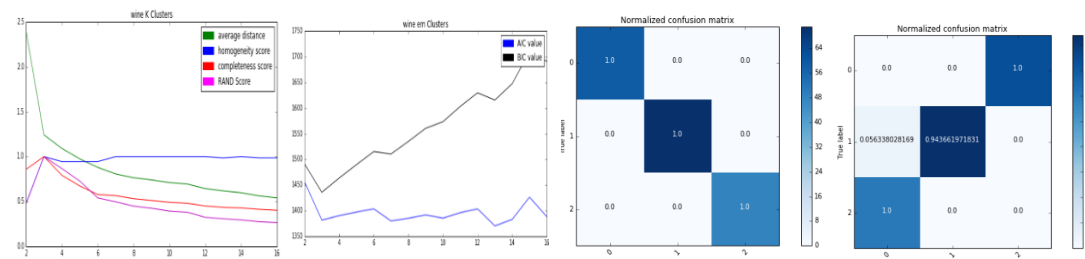 wine K Clusters
2.5
2.0
1.5
1.0
0.5
0.0
2 4 6 8 10 12 14 16
average distance
homogeneity score
completeness score
RAND Score
wine em Clusters
1750
1700
1650
1600
1550
1500
1450
1400
1350
2 4 6 8 10 12 14 16
AIC value
BIC value
Normalized confusion matrix
0 1.0 0.0 0.0
1 0.0 1.0 0.0
2 0.0 0.0 1.0
0 1 2
True label
64
56
48
40
32
24
16
8
0
Normalized confusion matrix
0 0.0 0.0 1.0
1 0.056338028169 0.943661971831 0.0
2 1.0 0.0 0.0
0 1 2
True label